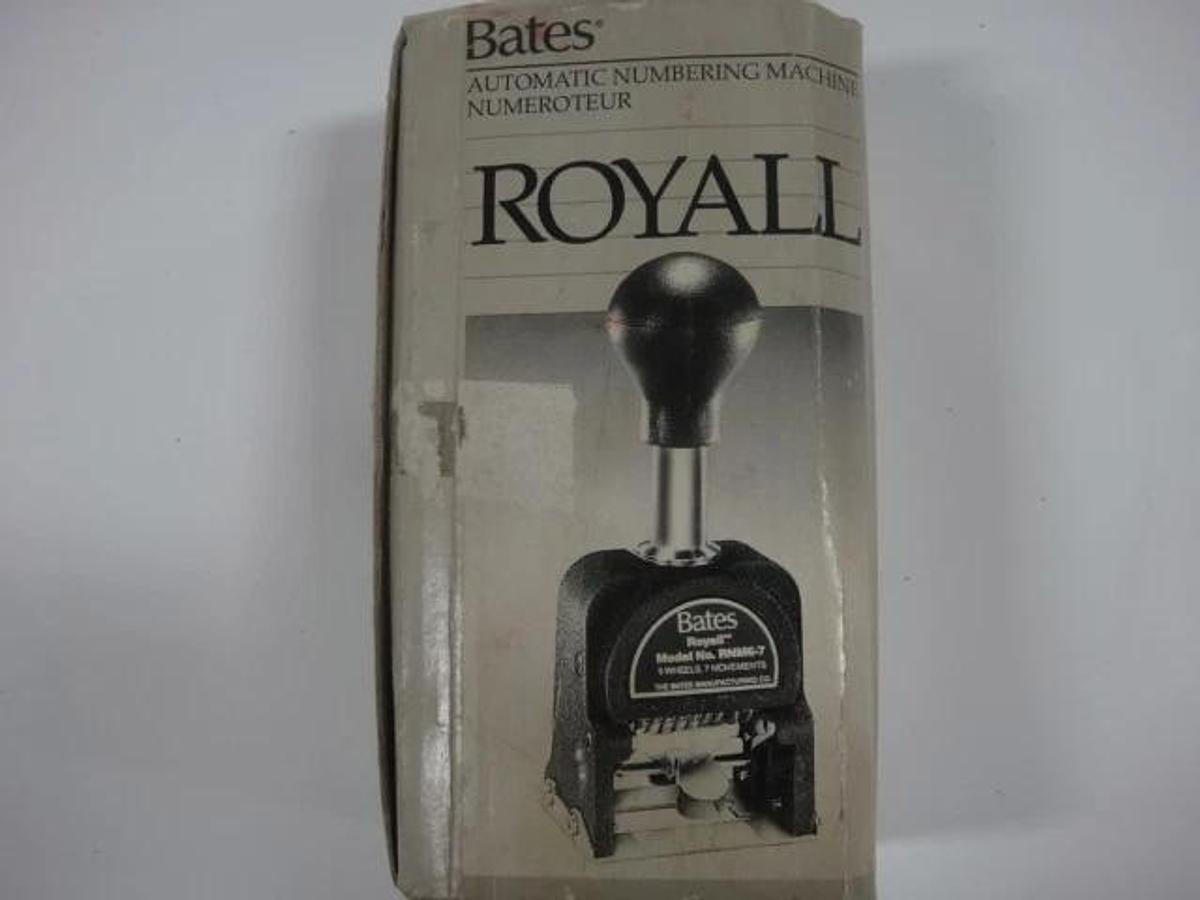 Bates®
AUTOMATIC NUMBERING MACHINE
NUMEROTEUR
ROYALL
Bates
Royall™
Model No. RNM6-7
6 WHEELS, 7 MOVEMENTS
THE BATES MANUFACTURING CO.